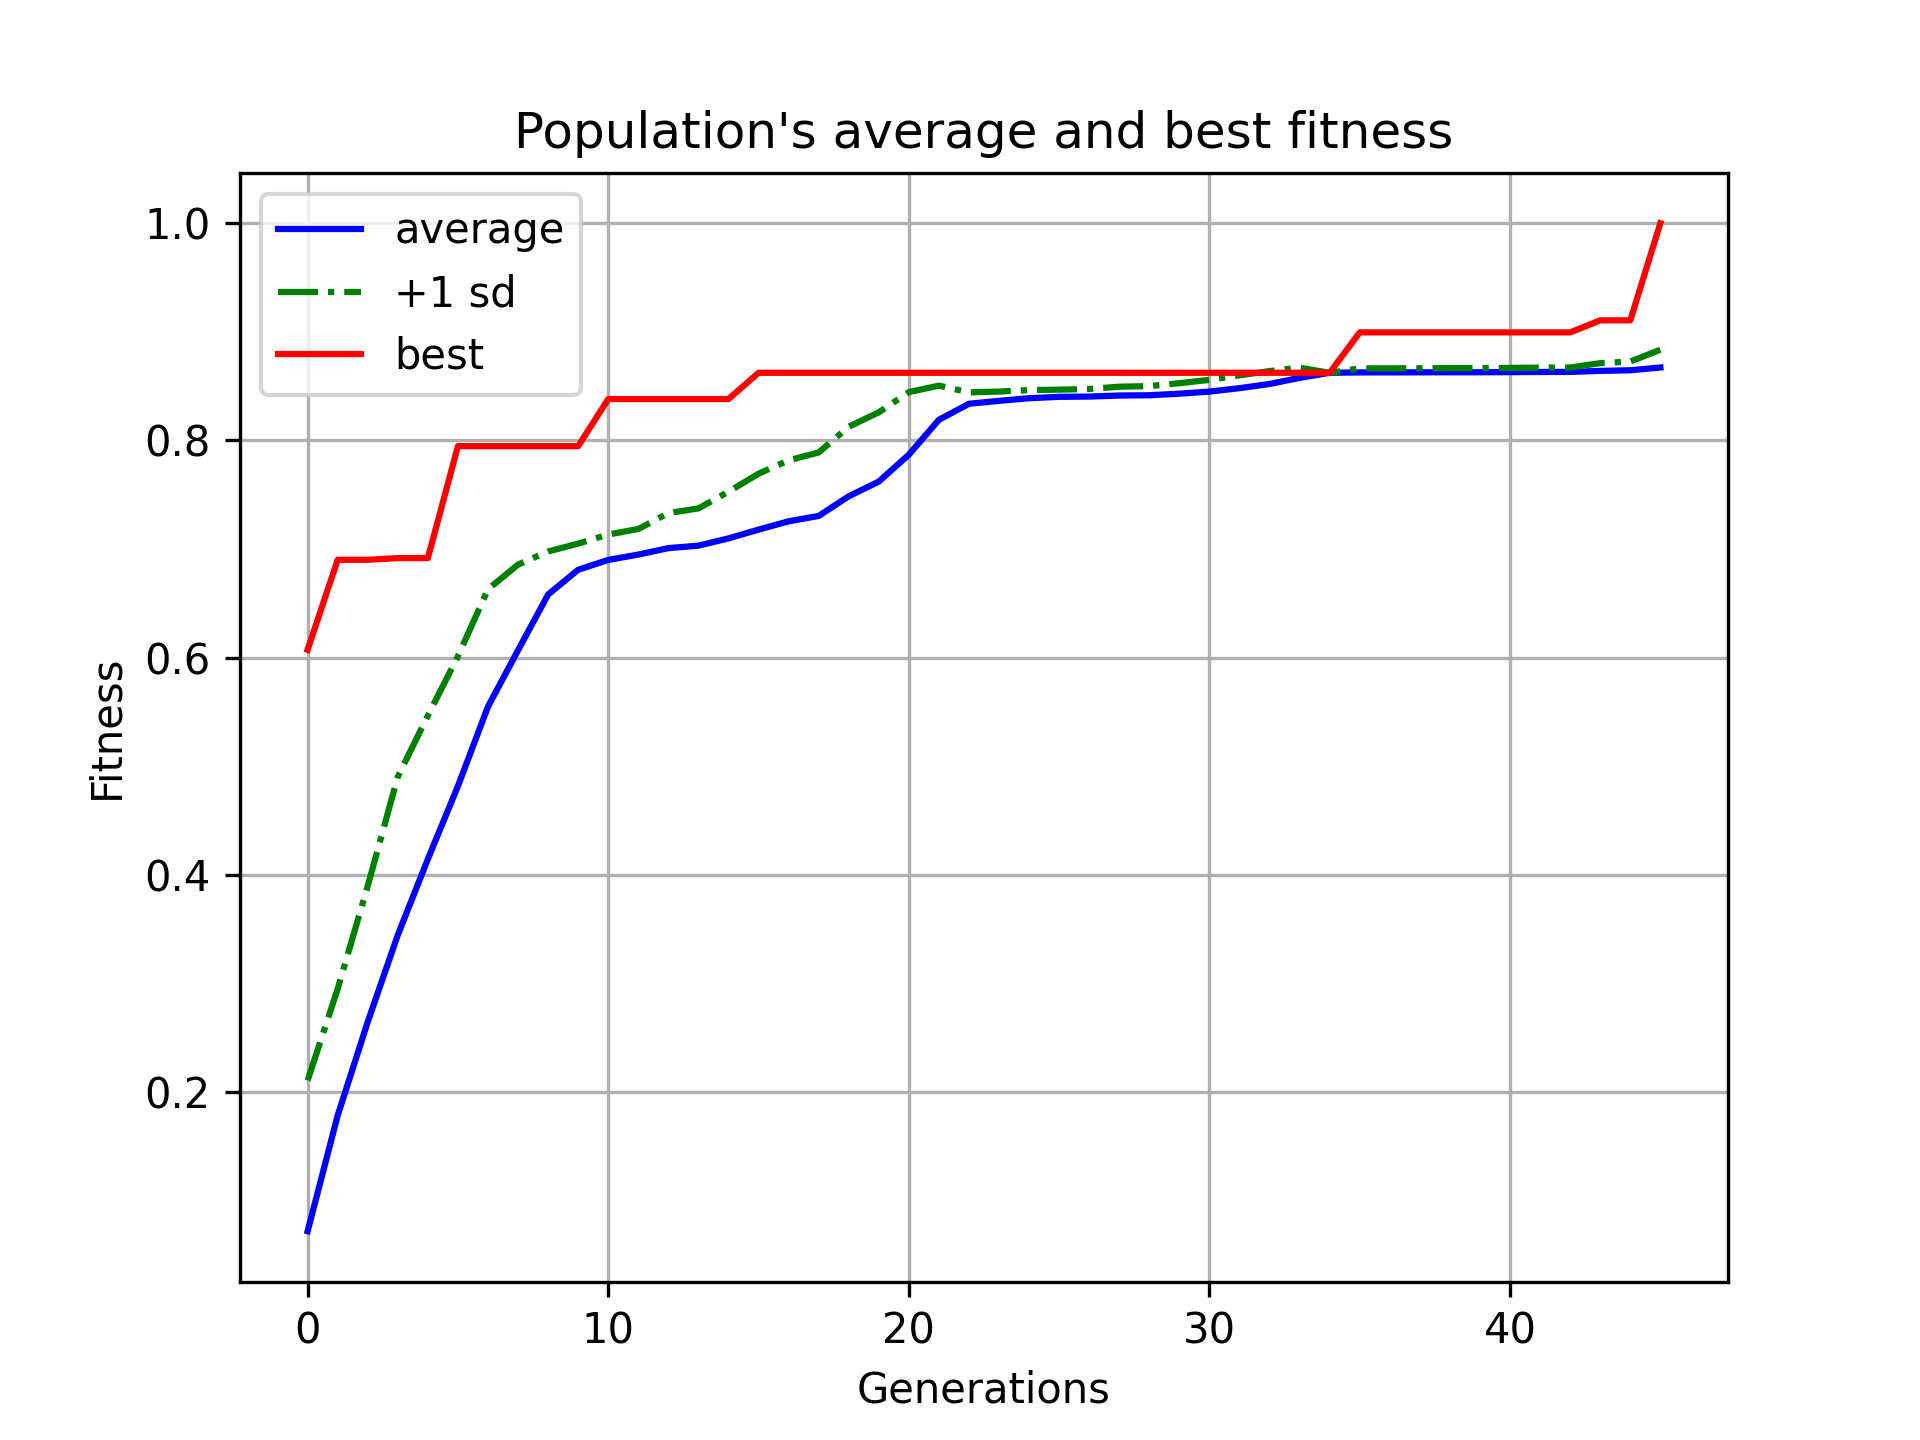 Population's average and best fitness
average
+1 sd
best
1.0
0.8
0.6
0.4
0.2
Fitness
0 10 20 30 40
Generations